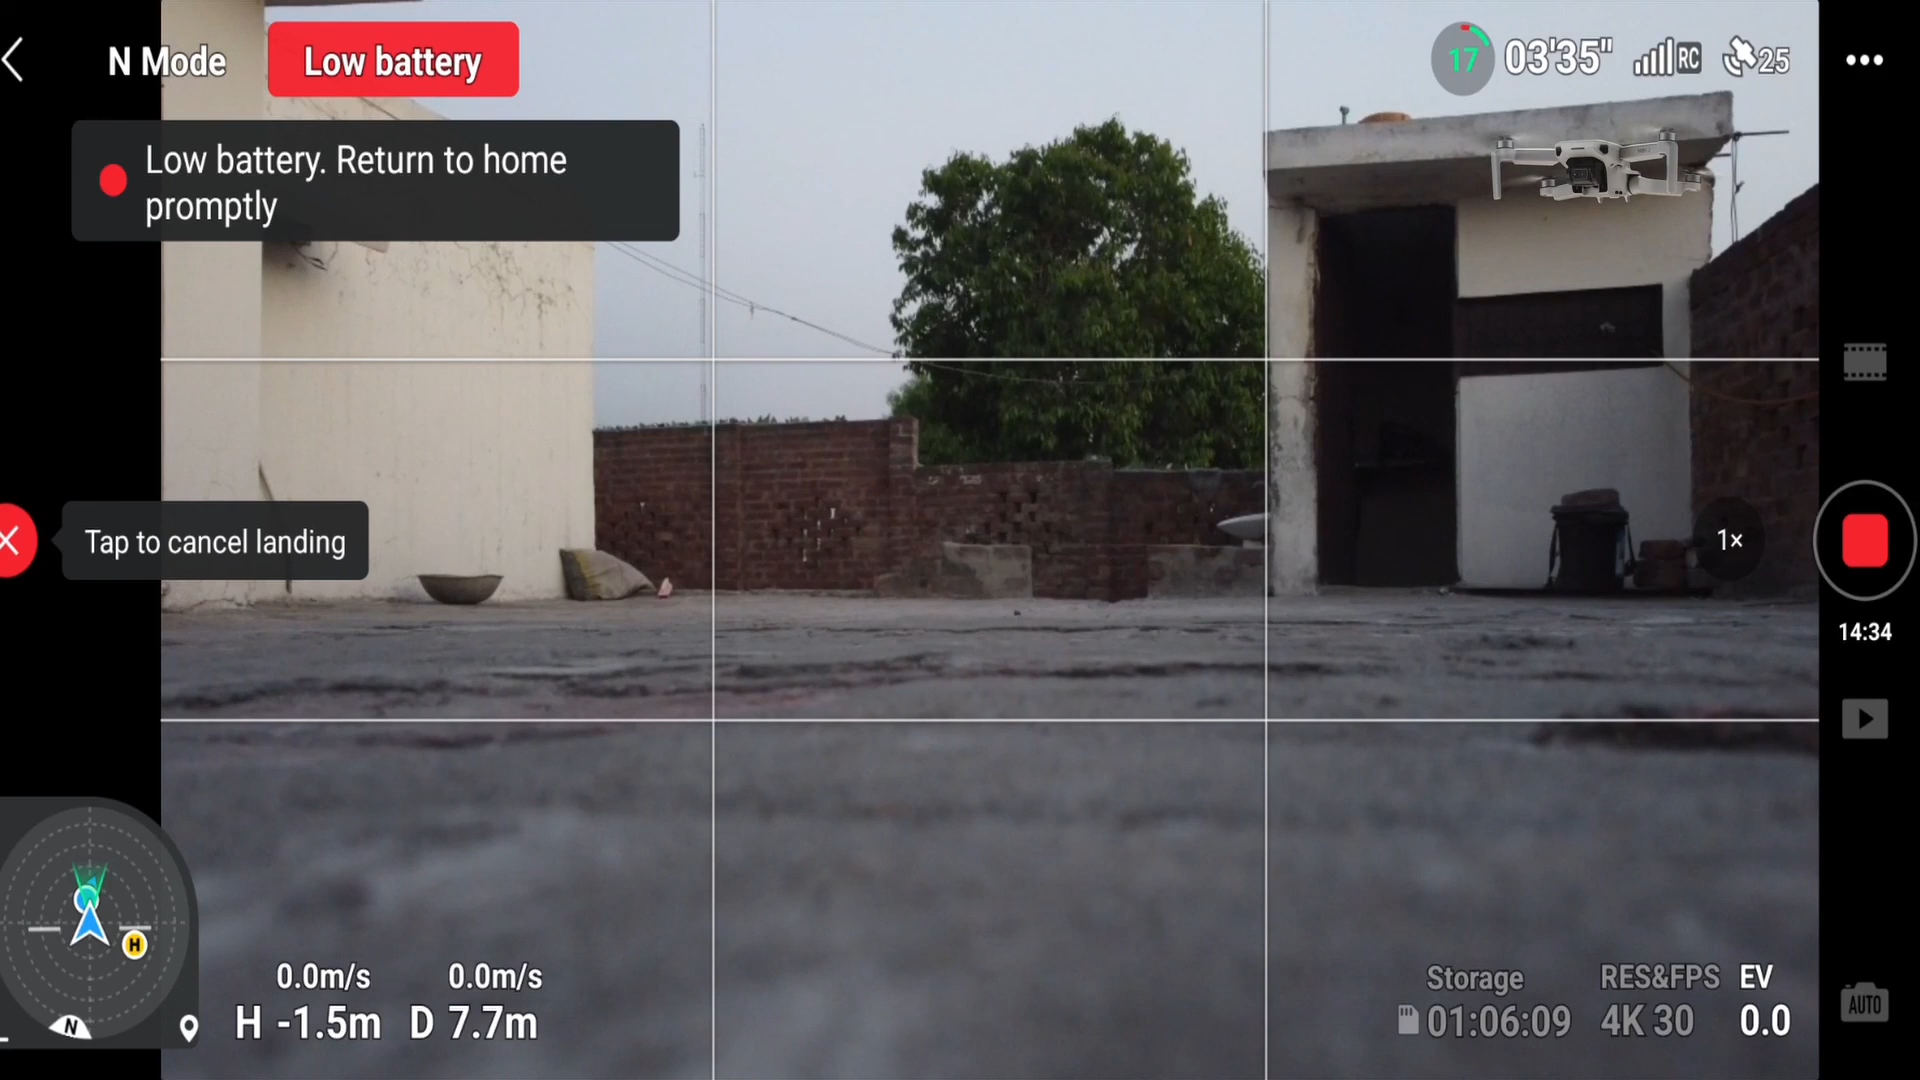 N Mode
Low battery
17
03'35"
RC
25
Low battery. Return to home
promptly
Tap to cancel landing
1×
14:34
H
N
0.0m/s
0.0m/s
H -1.5m
D 7.7m
Storage
01:06:09
RES&FPS
4K 30
EV
0.0
AUTO